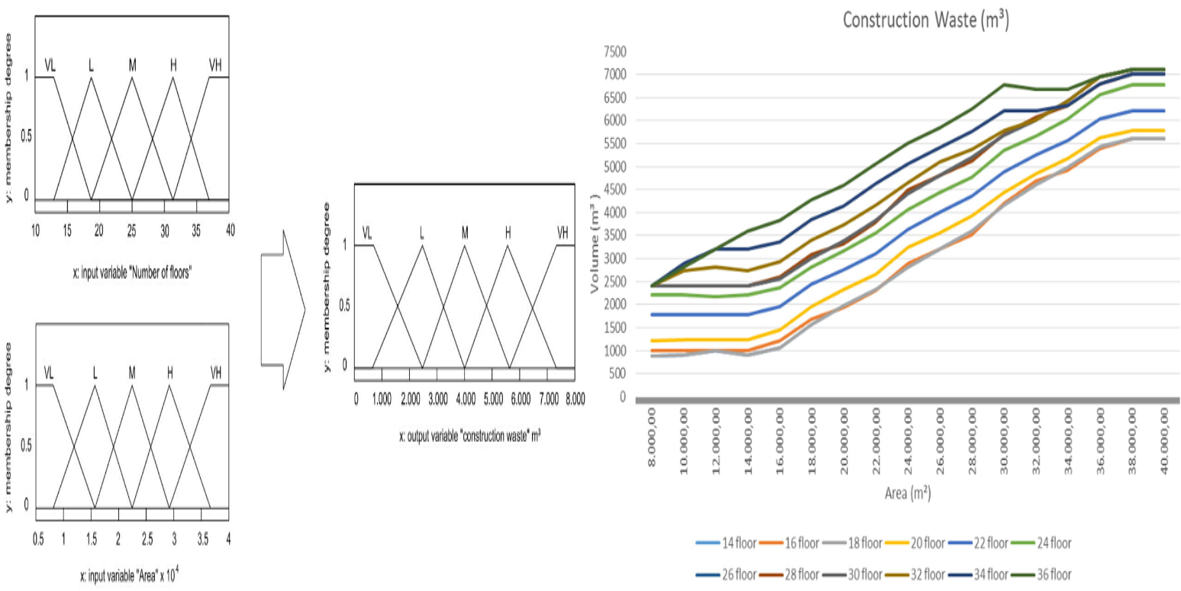 y: membership degree
VL L M H VH
1
0.5
0
10 15 20 25 30 35 40
x: input variable "Number of floors"
y: membership degree
VL L M H VH
1
0.5
0
0.5 1 1.5 2 2.5 3 3.5 4
x: input variable "Area" x 10⁴
y: membership degree
VL L M H VH
1
0.5
0
0 1.000 2.000 3.000 4.000 5.000 6.000 7.000 8.000
x: output variable "construction waste" m³
Construction Waste (m³)
Volume (m³ )
7500
7000
6500
6000
5500
5000
4500
4000
3500
3000
2500
2000
1500
1000
500
0
8.000,00 10.000,00 12.000,00 14.000,00 16.000,00 18.000,00 20.000,00 22.000,00 24.000,00 26.000,00 28.000,00 30.000,00 32.000,00 34.000,00 36.000,00 38.000,00 40.000,00
Area (m²)
14 floor 16 floor 18 floor 20 floor 22 floor 24 floor
26 floor 28 floor 30 floor 32 floor 34 floor 36 floor